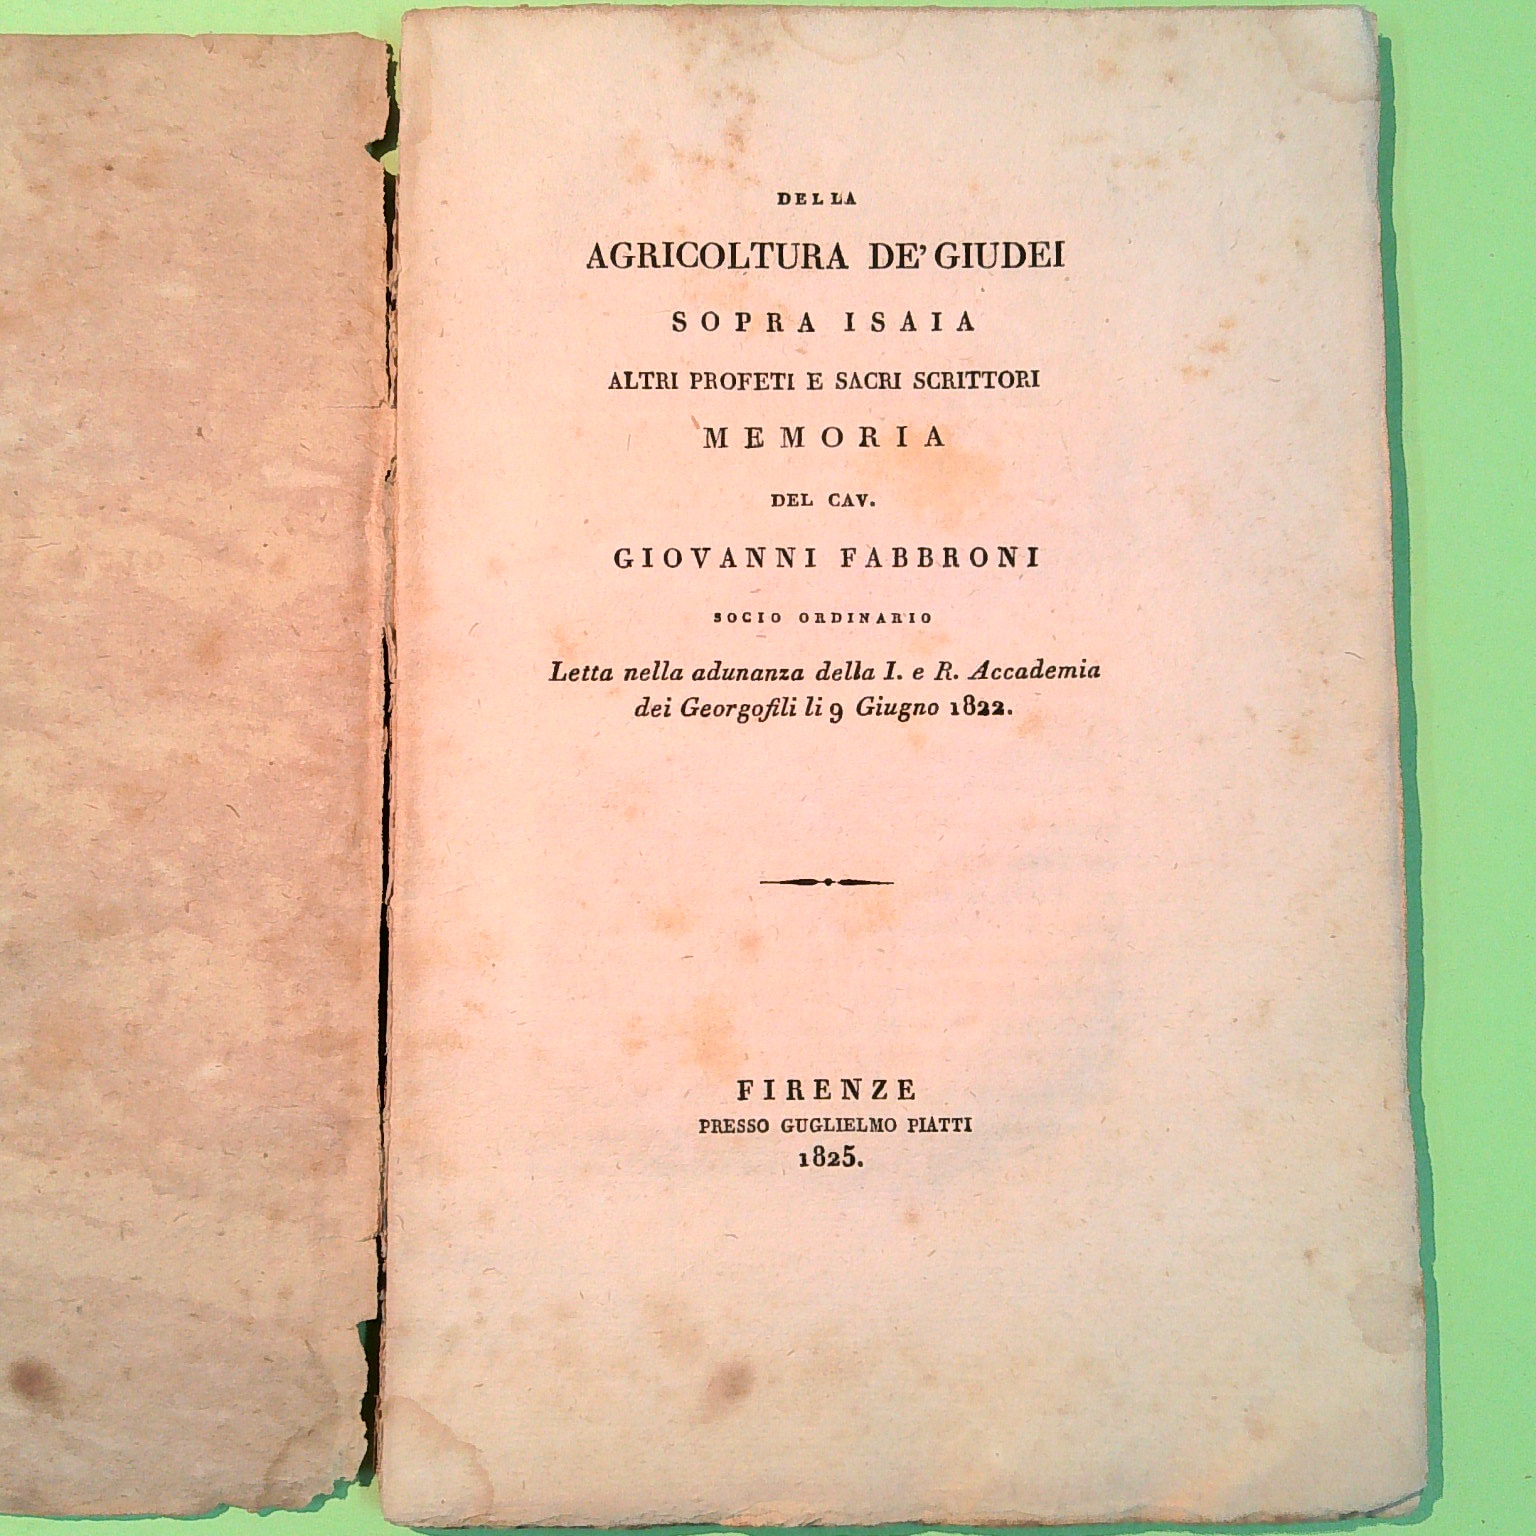 DELLA
AGRICOLTURA DE' GIUDEI
SOPRA ISAIA
ALTRI PROFETI E SACRI SCRITTORI
MEMORIA
DEL CAV.
GIOVANNI FABBRONI
SOCIO ORDINARIO
Letta nella adunanza della I. e R. Accademia
dei Georgofili li 9 Giugno 1822.
FIRENZE
PRESSO GUGLIELMO PIATTI
1825.